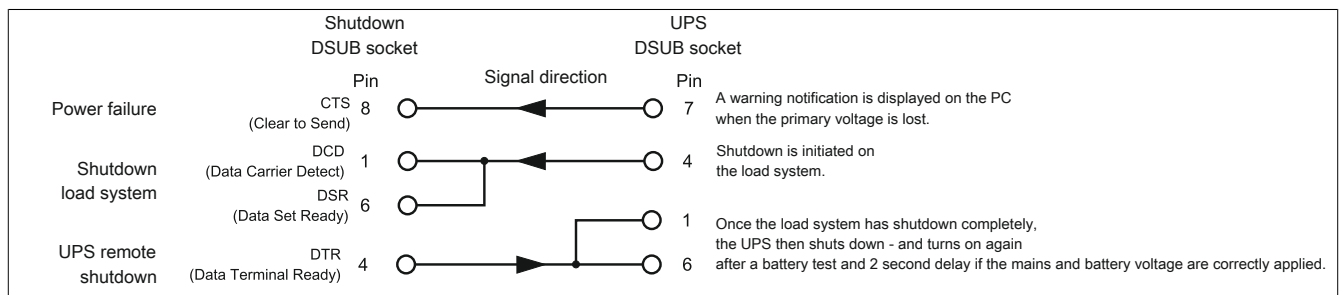 Shutdown
DSUB socket
UPS
DSUB socket
Pin
Signal direction
Pin
Power failure
CTS
(Clear to Send)
8
7
A warning notification is displayed on the PC
when the primary voltage is lost.
Shutdown
load system
DCD
(Data Carrier Detect)
1
4
Shutdown is initiated on
the load system.
DSR
(Data Set Ready)
6
1
UPS remote
shutdown
DTR
(Data Terminal Ready)
4
6
Once the load system has shutdown completely,
the UPS then shuts down - and turns on again
after a battery test and 2 second delay if the mains and battery voltage are correctly applied.